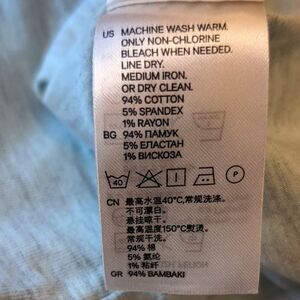 US MACHINE WASH WARM.
ONLY NON-CHLORINE
BLEACH WHEN NEEDED.
LINE DRY.
MEDIUM IRON.
OR DRY CLEAN.
94% COTTON
5% SPANDEX
1% RAYON
BG 94% ПАМУК
5% ЕЛАСТАН
1% ВИСКОЗА
40 P
CN 最高水温40°C,常规洗涤.
不可漂白.
悬挂晾干.
最高温度150°C熨烫.
常规干洗.
94% 棉
5% 氨纶
1% 粘纤
GR 94% ΒΑΜΒΑΚΙ